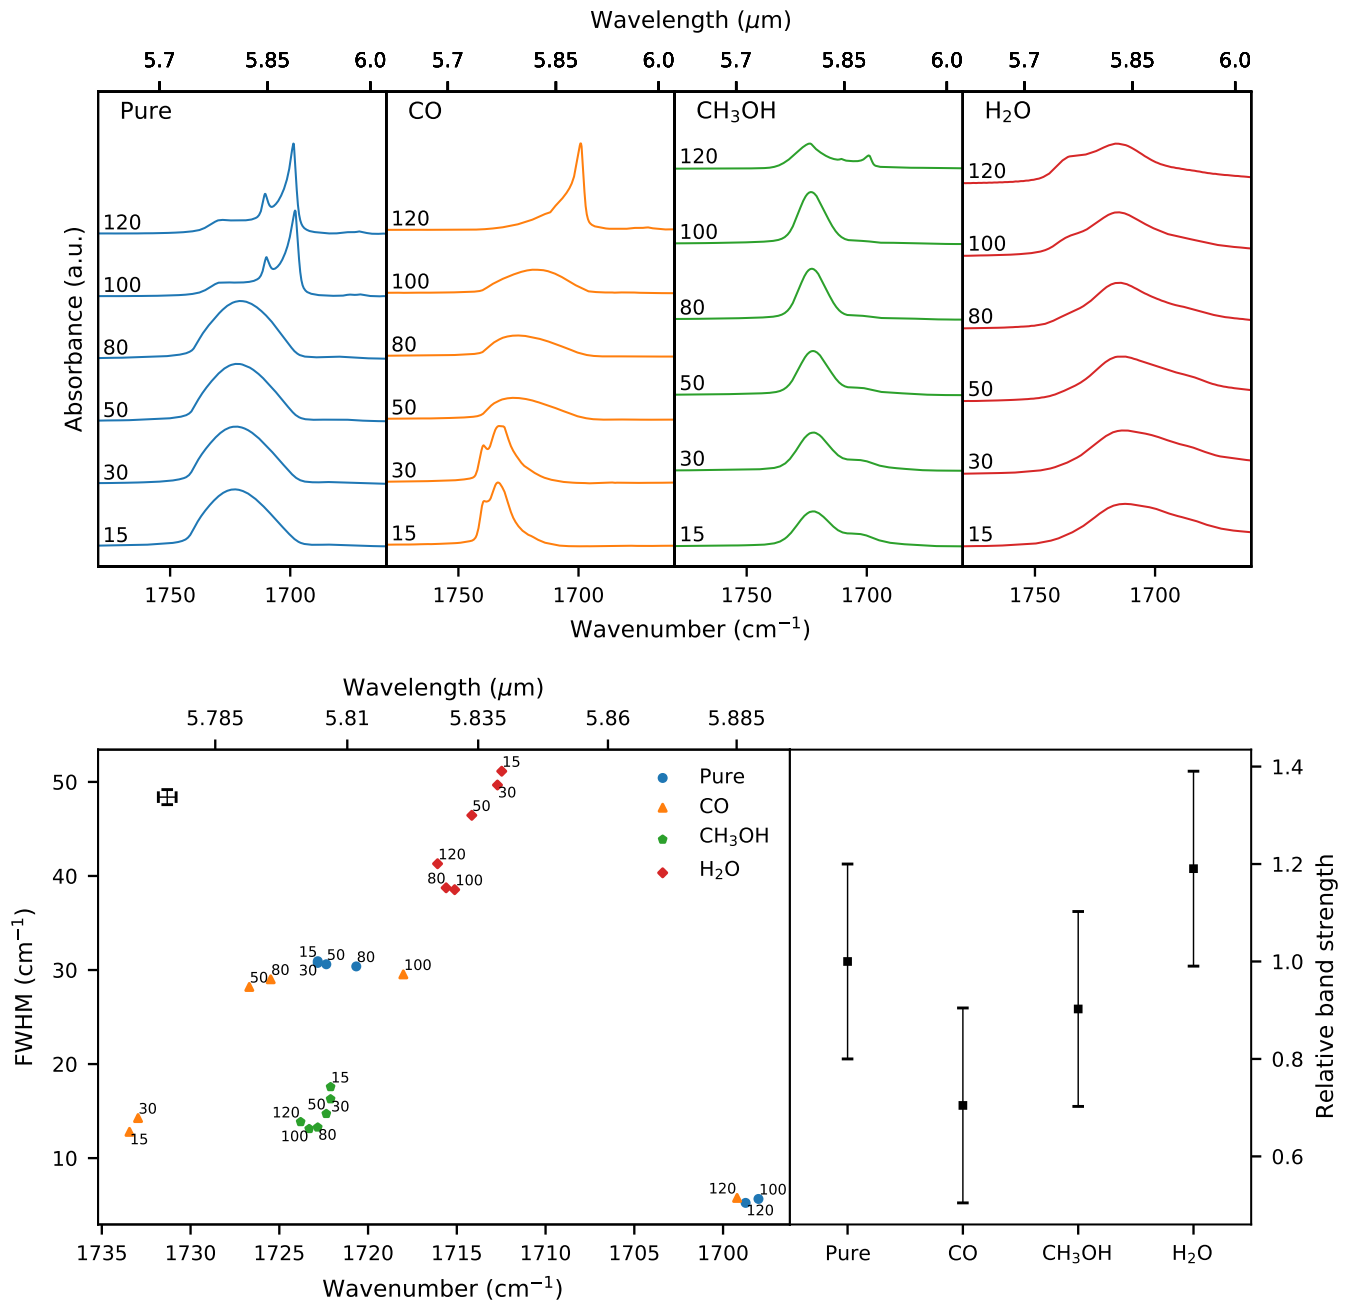 Wavelength (μm)
5.7 5.85 6.0 5.7 5.85 6.0 5.7 5.85 6.0 5.7 5.85 6.0
Pure CO CH₃OH H₂O
120 120 120 120
100 100 100 100
80 80 80 80
50 50 50 50
30 30 30 30
15 15 15 15
Absorbance (a.u.)
1750 1700 1750 1700 1750 1700 1750 1700
Wavenumber (cm⁻¹)
Wavelength (μm)
5.785 5.81 5.835 5.86 5.885
FWHM (cm⁻¹)
50
40
30
20
10
15
30
50
120
80 100
15 50 80
30
50 80
100
15
50 30
120
100 80
30
15
120 100
120
Pure
CO
CH₃OH
H₂O
1735 1730 1725 1720 1715 1710 1705 1700
Wavenumber (cm⁻¹)
1.4
1.2
1.0
0.8
0.6
Relative band strength
Pure CO CH₃OH H₂O